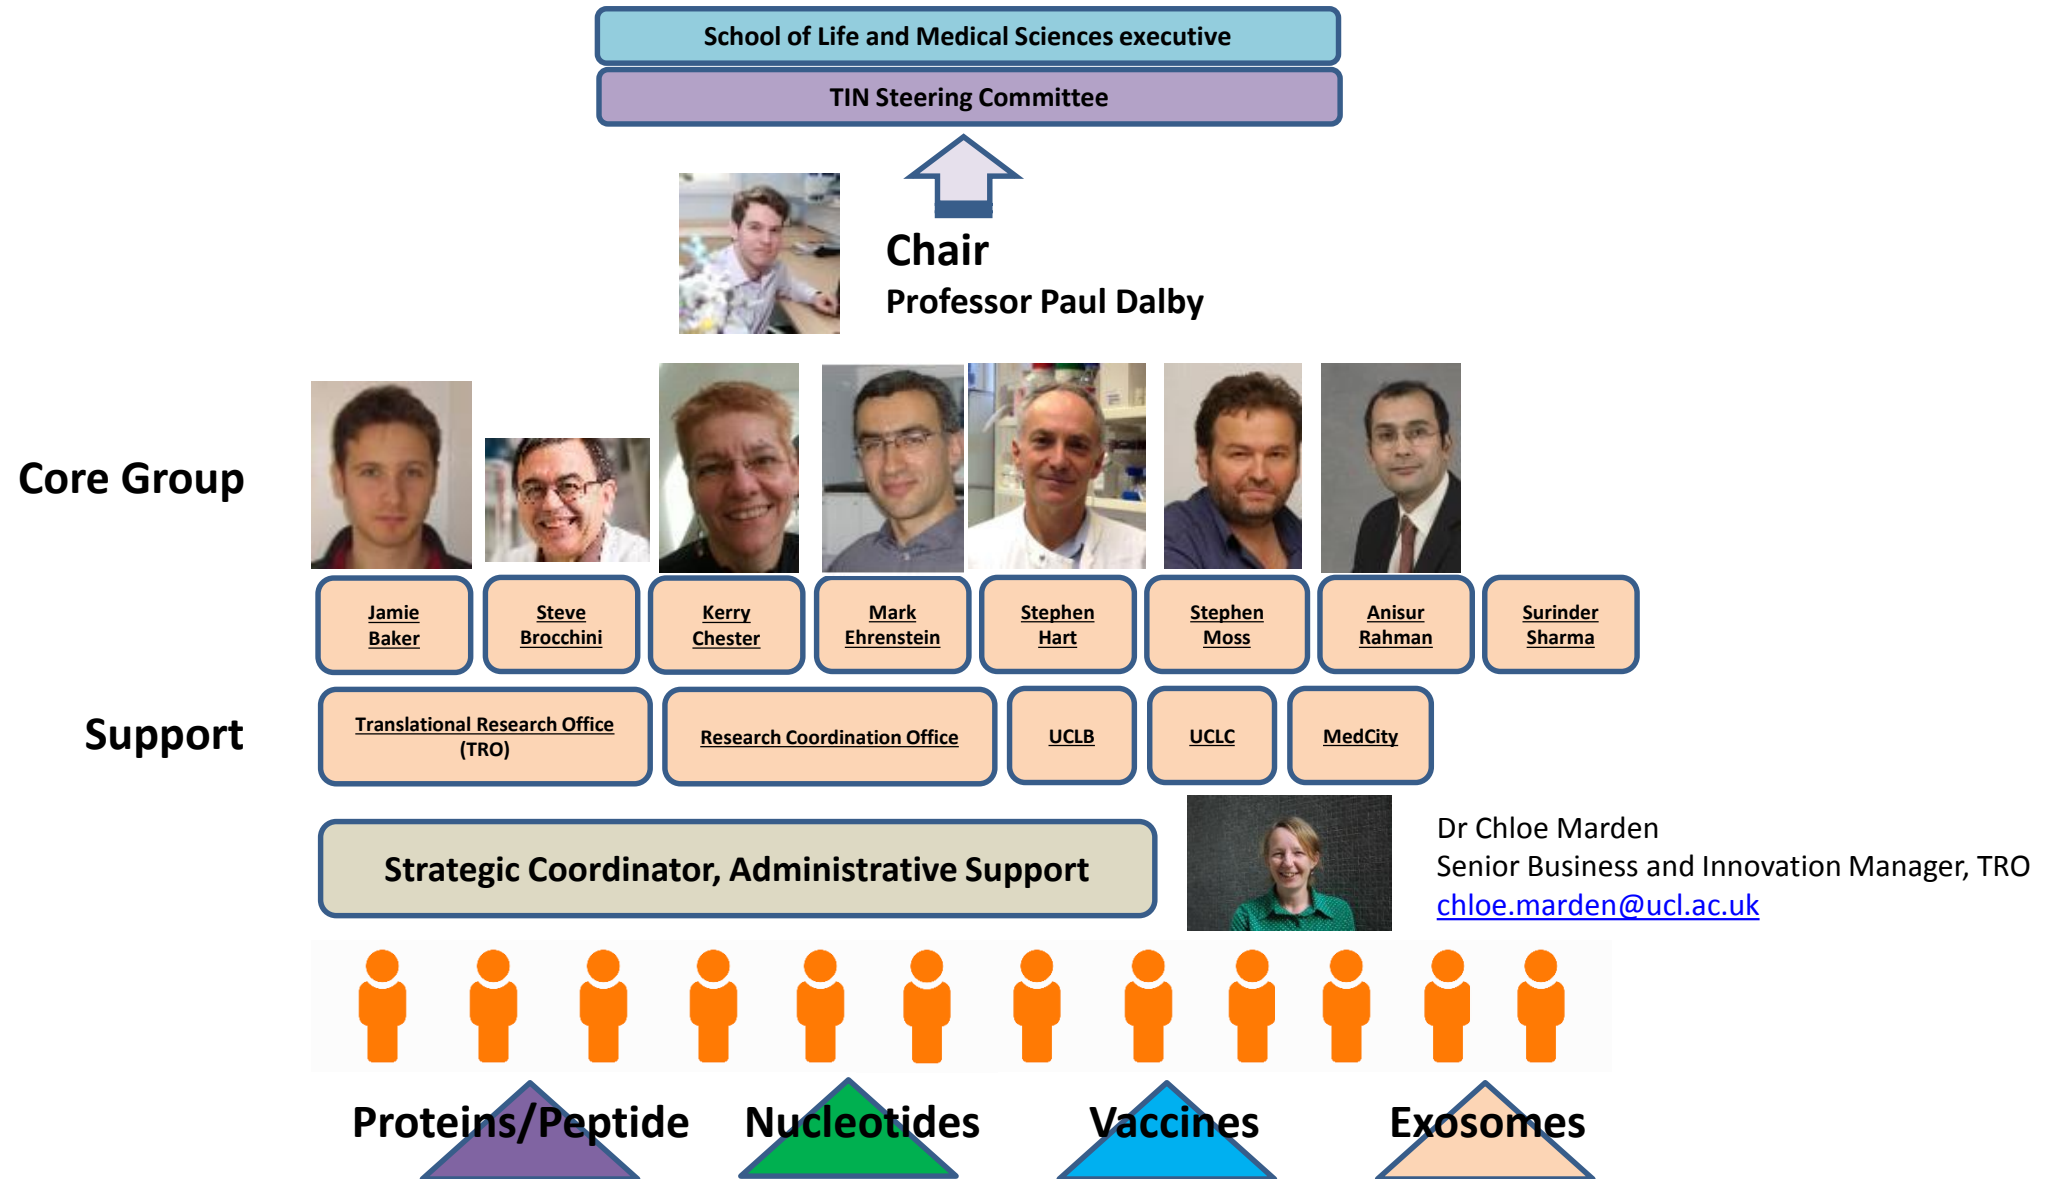 School of Life and Medical Sciences executive
TIN Steering Committee
Chair
Professor Paul Dalby
Core Group
Jamie
Baker
Steve
Brocchini
Kerry
Chester
Mark
Ehrenstein
Stephen
Hart
Stephen
Moss
Anisur
Rahman
Surinder
Sharma
Support
Translational Research Office
(TRO)
Research Coordination Office
UCLB
UCLC
MedCity
Strategic Coordinator, Administrative Support
Dr Chloe Marden
Senior Business and Innovation Manager, TRO
chloe.marden@ucl.ac.uk
Proteins/Peptide
Nucleotides
Vaccines
Exosomes